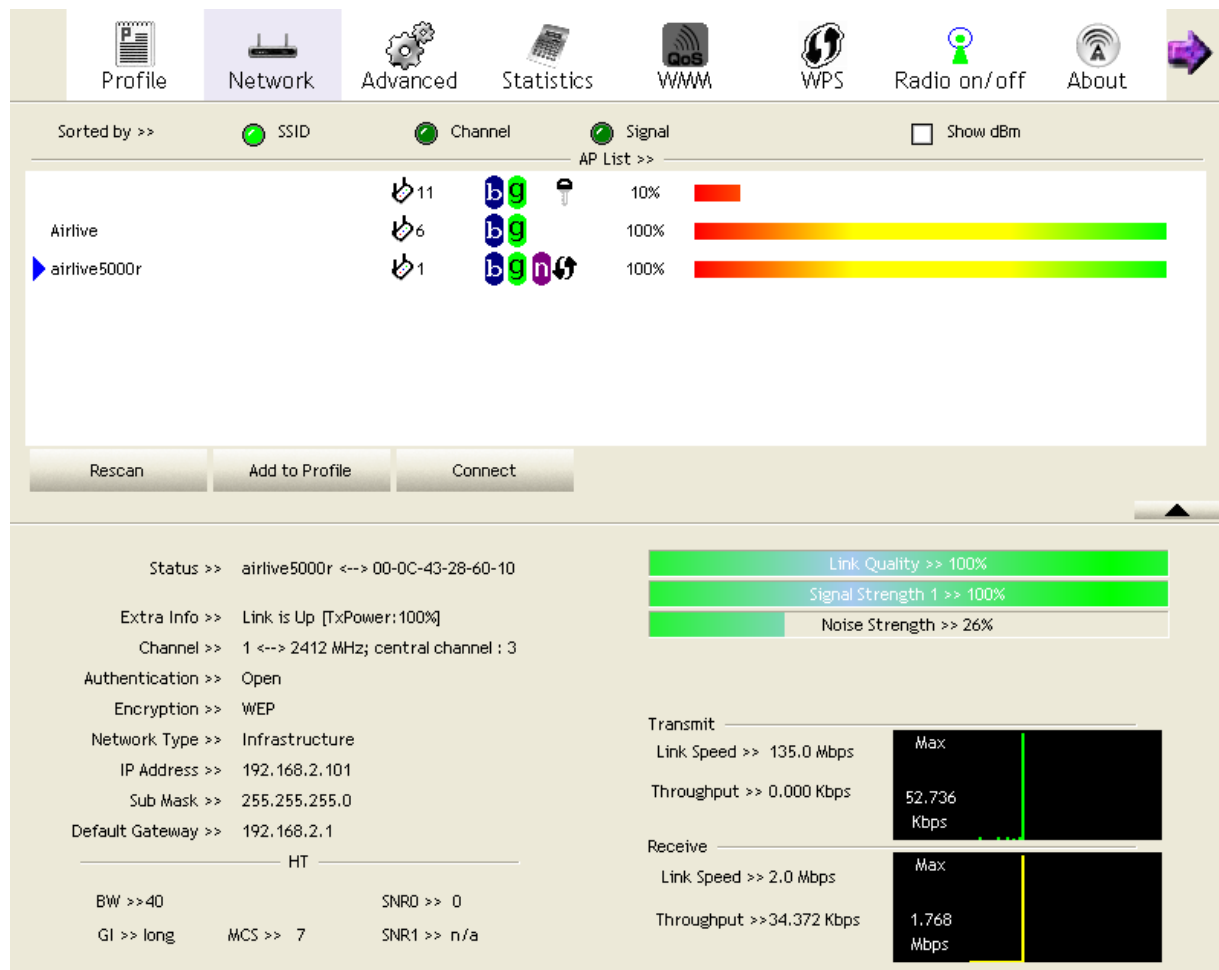 Profile Network Advanced Statistics QoS WMM WPS Radio on/off About
Sorted by >> SSID Channel Signal Show dBm
AP List >>
11 b g 10%
Airlive 6 b g 100%
airlive5000r 1 b g n 100%
Rescan Add to Profile Connect
Status >> airlive5000r <--> 00-0C-43-28-60-10
Extra Info >> Link is Up [TxPower:100%]
Channel >> 1 <--> 2412 MHz; central channel : 3
Authentication >> Open
Encryption >> WEP
Network Type >> Infrastructure
IP Address >> 192.168.2.101
Sub Mask >> 255.255.255.0
Default Gateway >> 192.168.2.1
HT
BW >>40 SNR0 >> 0
GI >> long MCS >> 7 SNR1 >> n/a
Link Quality >> 100%
Signal Strength 1 >> 100%
Noise Strength >> 26%
Transmit
Link Speed >> 135.0 Mbps
Throughput >> 0.000 Kbps
Max
52.736
Kbps
Receive
Link Speed >> 2.0 Mbps
Throughput >>34.372 Kbps
Max
1.768
Mbps